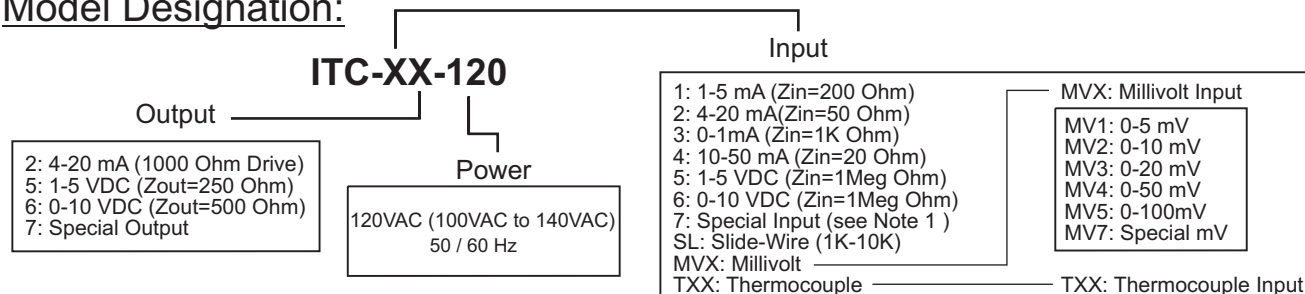 Model Designation:
ITC-XX-120
Output
2: 4-20 mA (1000 Ohm Drive)
5: 1-5 VDC (Zout=250 Ohm)
6: 0-10 VDC (Zout=500 Ohm)
7: Special Output
Power
120VAC (100VAC to 140VAC)
50 / 60 Hz
Input
1: 1-5 mA (Zin=200 Ohm)
2: 4-20 mA(Zin=50 Ohm)
3: 0-1mA (Zin=1K Ohm)
4: 10-50 mA (Zin=20 Ohm)
5: 1-5 VDC (Zin=1Meg Ohm)
6: 0-10 VDC (Zin=1Meg Ohm)
7: Special Input (see Note 1 )
SL: Slide-Wire (1K-10K)
MVX: Millivolt
TXX: Thermocouple
MVX: Millivolt Input
MV1: 0-5 mV
MV2: 0-10 mV
MV3: 0-20 mV
MV4: 0-50 mV
MV5: 0-100mV
MV7: Special mV
TXX: Thermocouple Input